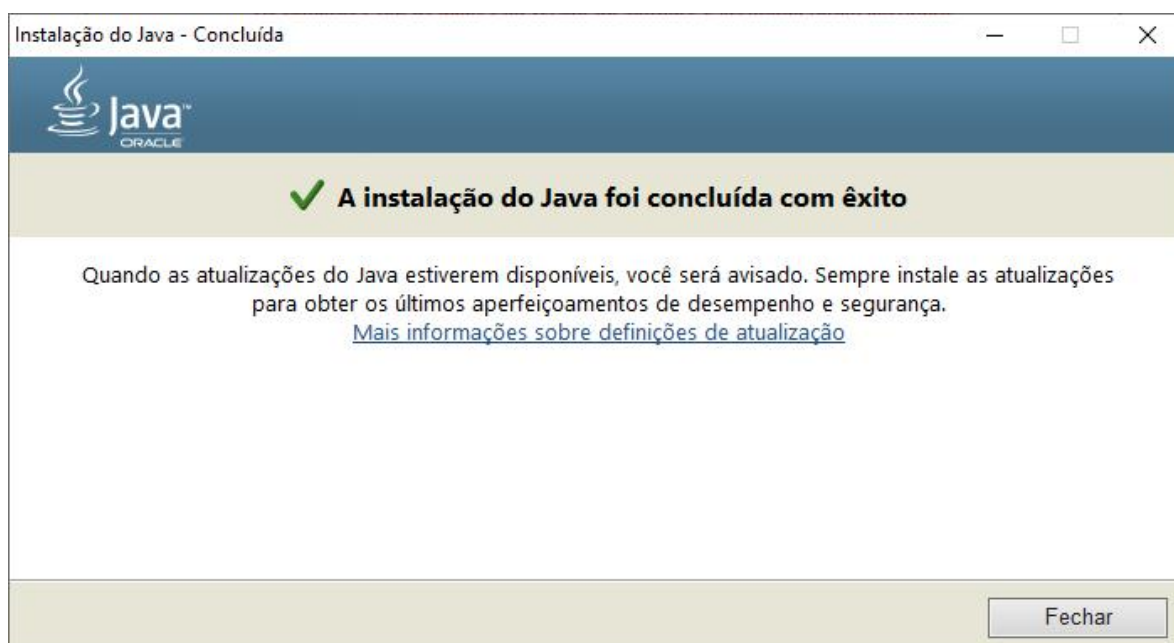 Instalação do Java - Concluída
Java™
ORACLE
A instalação do Java foi concluída com êxito
Quando as atualizações do Java estiverem disponíveis, você será avisado. Sempre instale as atualizações
para obter os últimos aperfeiçoamentos de desempenho e segurança.
Mais informações sobre definições de atualização
Fechar